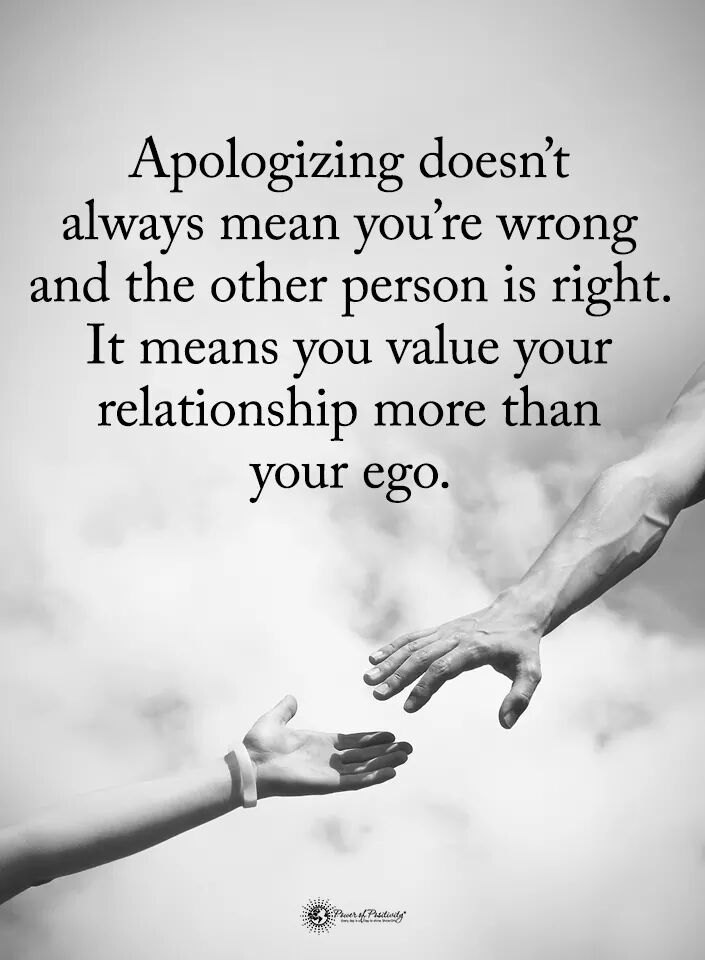 Apologizing doesn't
always mean you're wrong
and the other person is right.
It means you value your
relationship more than
your ego.
Power of Positivity